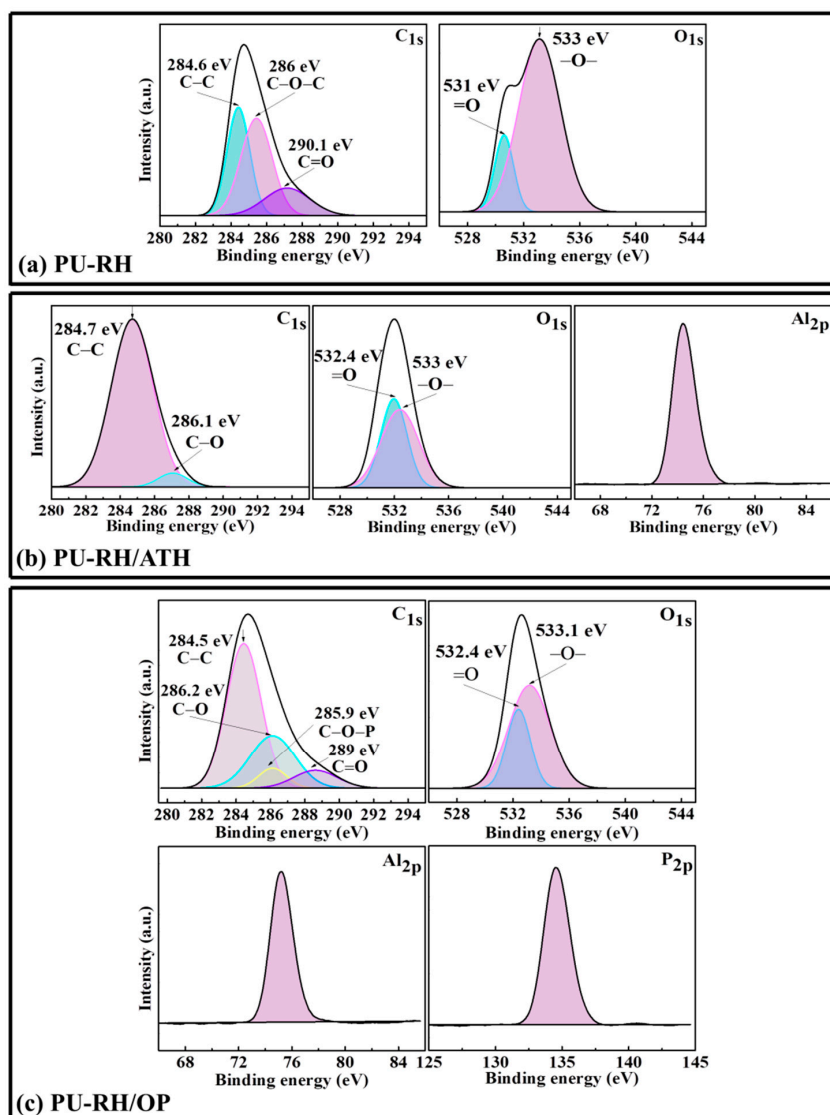 C1s
284.6 eV
C–C
286 eV
C–O–C
290.1 eV
C=O
Intensity (a.u.)
280 282 284 286 288 290 292 294
Binding energy (eV)
O1s
533 eV
–O–
531 eV
=O
528 532 536 540 544
Binding energy (eV)
(a) PU-RH
C1s
284.7 eV
C–C
286.1 eV
C–O
Intensity (a.u.)
280 282 284 286 288 290 292 294
Binding energy (eV)
O1s
532.4 eV
=O
533 eV
–O–
528 532 536 540 544
Binding energy (eV)
Al2p
68 72 76 80 84
Binding energy (eV)
(b) PU-RH/ATH
C1s
284.5 eV
C–C
286.2 eV
C–O
285.9 eV
C–O–P
289 eV
C=O
Intensity (a.u.)
280 282 284 286 288 290 292 294
Binding energy (eV)
O1s
533.1 eV
–O–
532.4 eV
=O
528 532 536 540 544
Binding energy (eV)
Al2p
Intensity (a.u.)
68 72 76 80 84
Binding energy (eV)
P2p
125 130 135 140 145
Binding energy (eV)
(c) PU-RH/OP